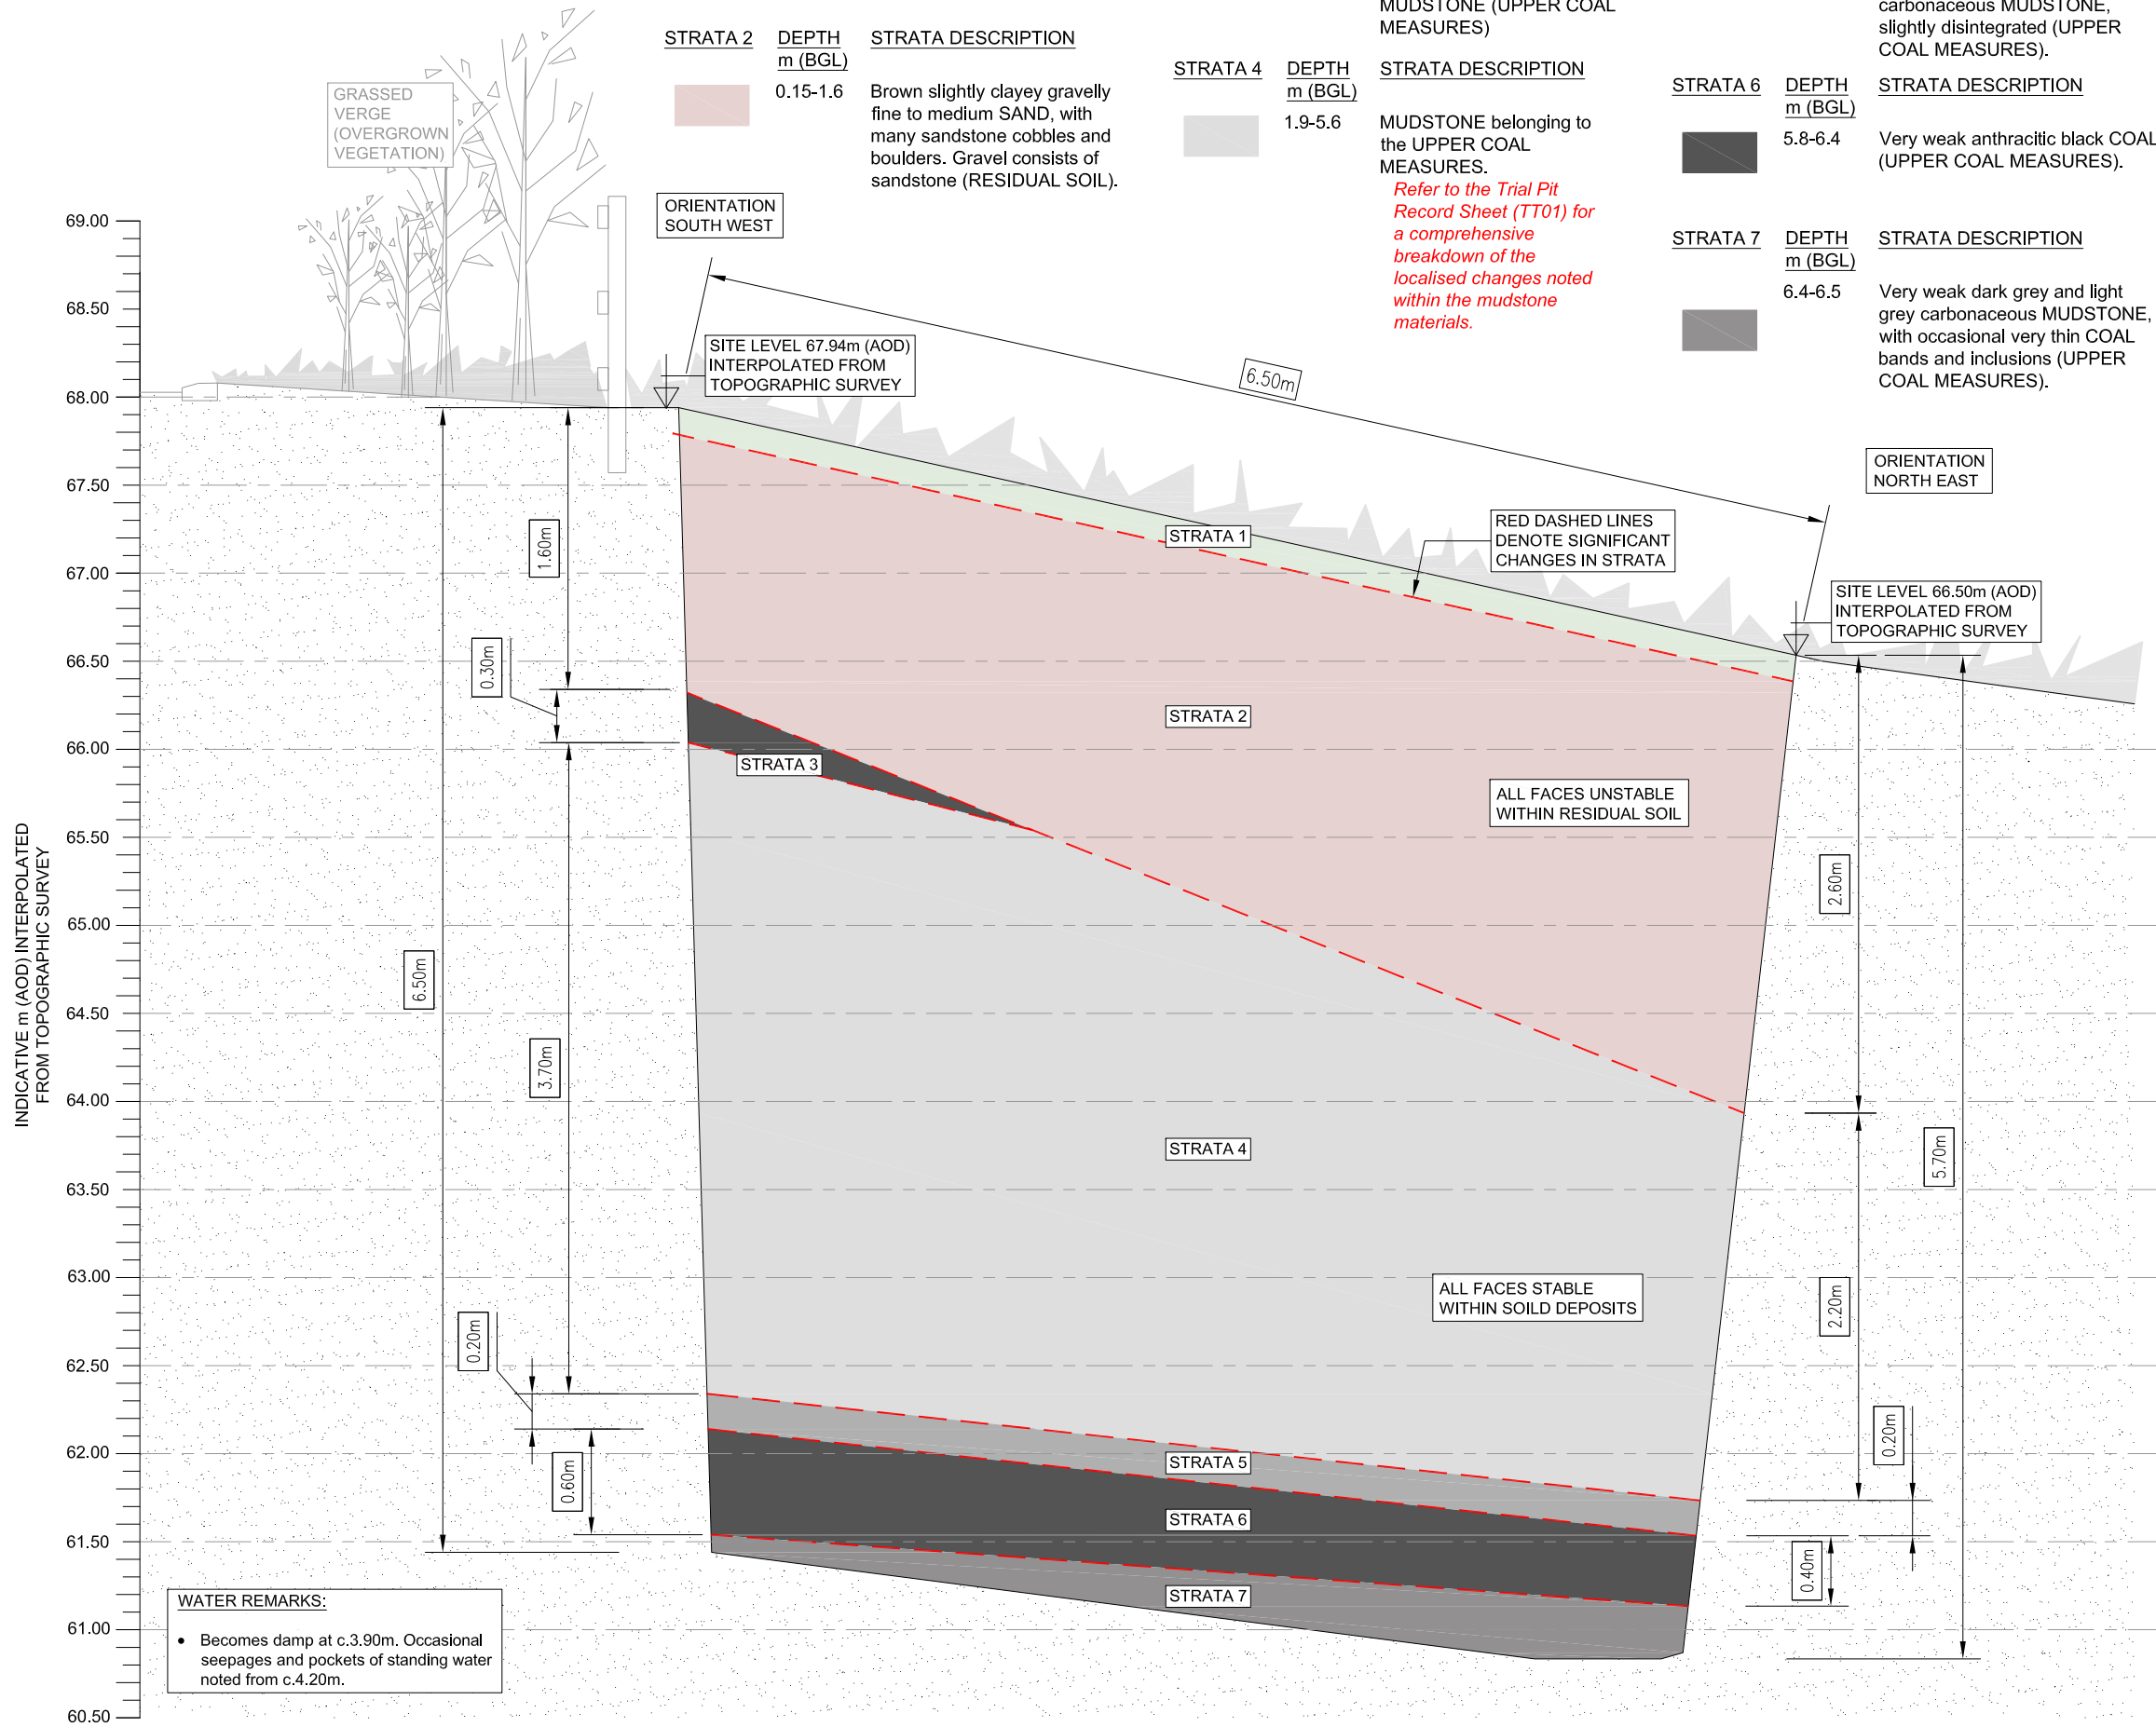 MUDSTONE (UPPER COAL
MEASURES)
carbonaceous MUDSTONE,
slightly disintegrated (UPPER
COAL MEASURES).
STRATA 2 DEPTH m (BGL) STRATA DESCRIPTION
0.15-1.6 Brown slightly clayey gravelly
fine to medium SAND, with
many sandstone cobbles and
boulders. Gravel consists of
sandstone (RESIDUAL SOIL).
STRATA 4 DEPTH m (BGL) STRATA DESCRIPTION
1.9-5.6 MUDSTONE belonging to
the UPPER COAL
MEASURES.
Refer to the Trial Pit
Record Sheet (TT01) for
a comprehensive
breakdown of the
localised changes noted
within the mudstone
materials.
STRATA 6 DEPTH m (BGL) STRATA DESCRIPTION
5.8-6.4 Very weak anthracitic black COAL
(UPPER COAL MEASURES).
STRATA 7 DEPTH m (BGL) STRATA DESCRIPTION
6.4-6.5 Very weak dark grey and light
grey carbonaceous MUDSTONE,
with occasional very thin COAL
bands and inclusions (UPPER
COAL MEASURES).
GRASSED
VERGE
(OVERGROWN
VEGETATION)
ORIENTATION
SOUTH WEST
SITE LEVEL 67.94m (AOD)
INTERPOLATED FROM
TOPOGRAPHIC SURVEY
6.50m
ORIENTATION
NORTH EAST
RED DASHED LINES
DENOTE SIGNIFICANT
CHANGES IN STRATA
SITE LEVEL 66.50m (AOD)
INTERPOLATED FROM
TOPOGRAPHIC SURVEY
INDICATIVE m (AOD) INTERPOLATED
FROM TOPOGRAPHIC SURVEY
69.00
68.50
68.00
67.50
67.00
66.50
66.00
65.50
65.00
64.50
64.00
63.50
63.00
62.50
62.00
61.50
61.00
60.50
1.60m
0.30m
6.50m
3.70m
0.20m
0.60m
STRATA 1
STRATA 2
STRATA 3
ALL FACES UNSTABLE
WITHIN RESIDUAL SOIL
STRATA 4
ALL FACES STABLE
WITHIN SOILD DEPOSITS
STRATA 5
STRATA 6
STRATA 7
2.60m
5.70m
2.20m
0.20m
0.40m
WATER REMARKS:
• Becomes damp at c.3.90m. Occasional
seepages and pockets of standing water
noted from c.4.20m.